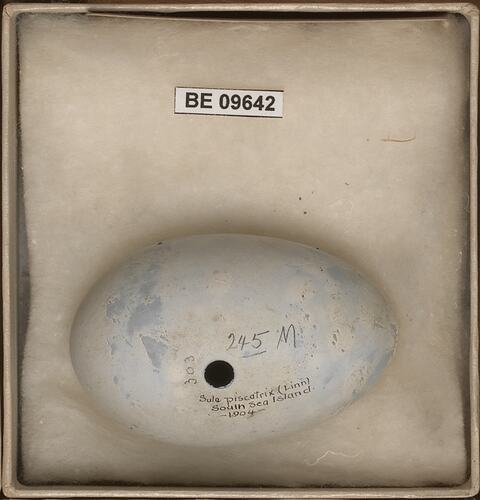 BE 09642
245 M
303
Sula piscatrix (Linn)
South Sea Island.
-1904-